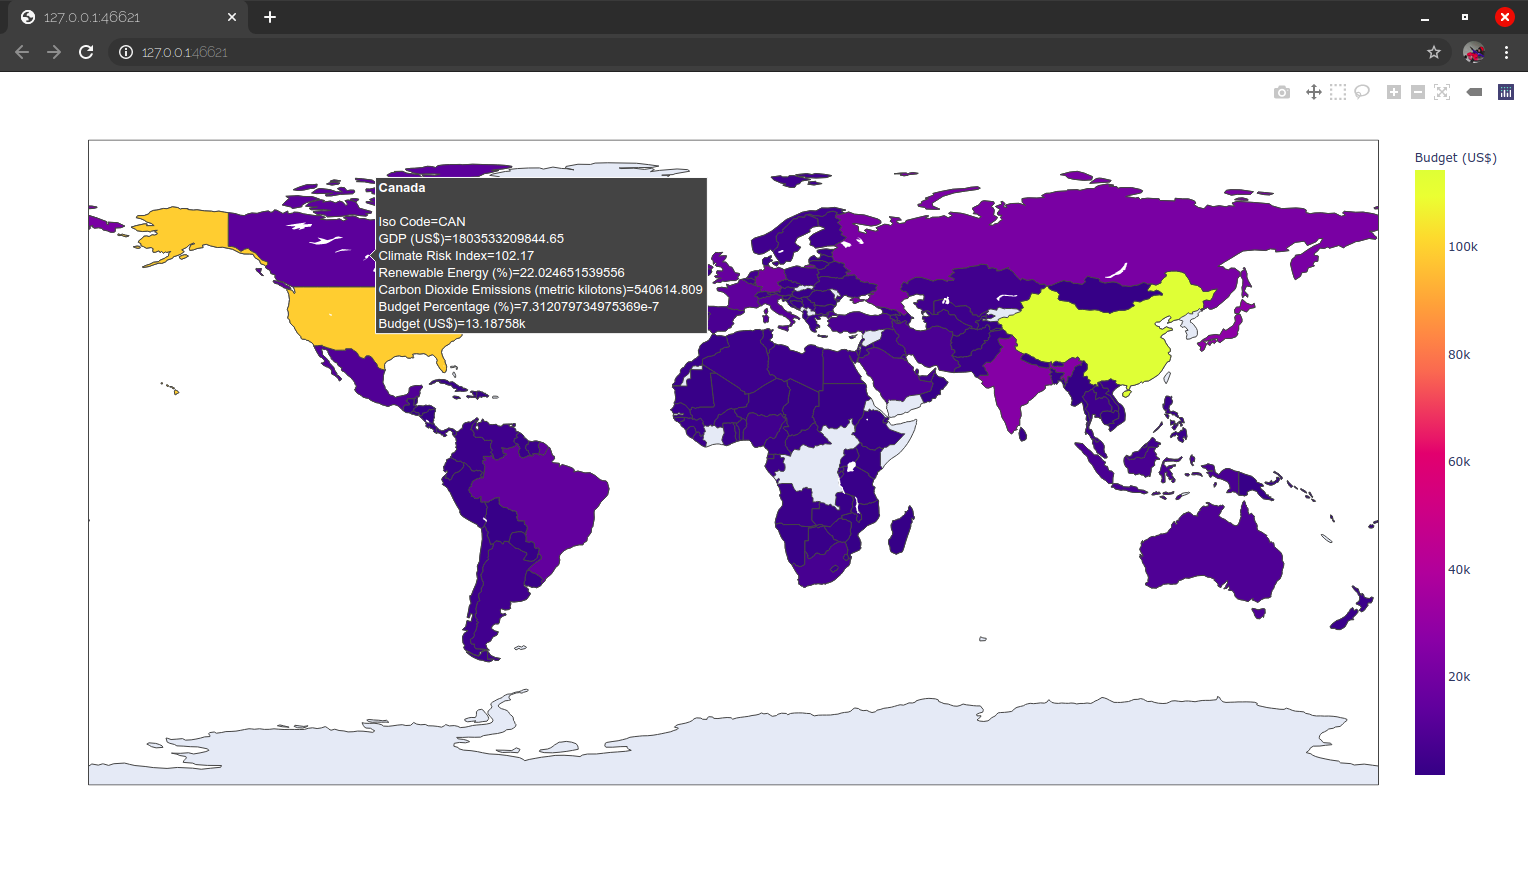 127.0.0.1:46621
127.0.0.1:46621
Budget (US$)
Canada
Iso Code=CAN
GDP (US$)=1803533209844.65
Climate Risk Index=102.17
Renewable Energy (%)=22.024651539556
Carbon Dioxide Emissions (metric kilotons)=540614.809
Budget Percentage (%)=7.312079734975369e-7
Budget (US$)=13.18758k
100k
80k
60k
40k
20k